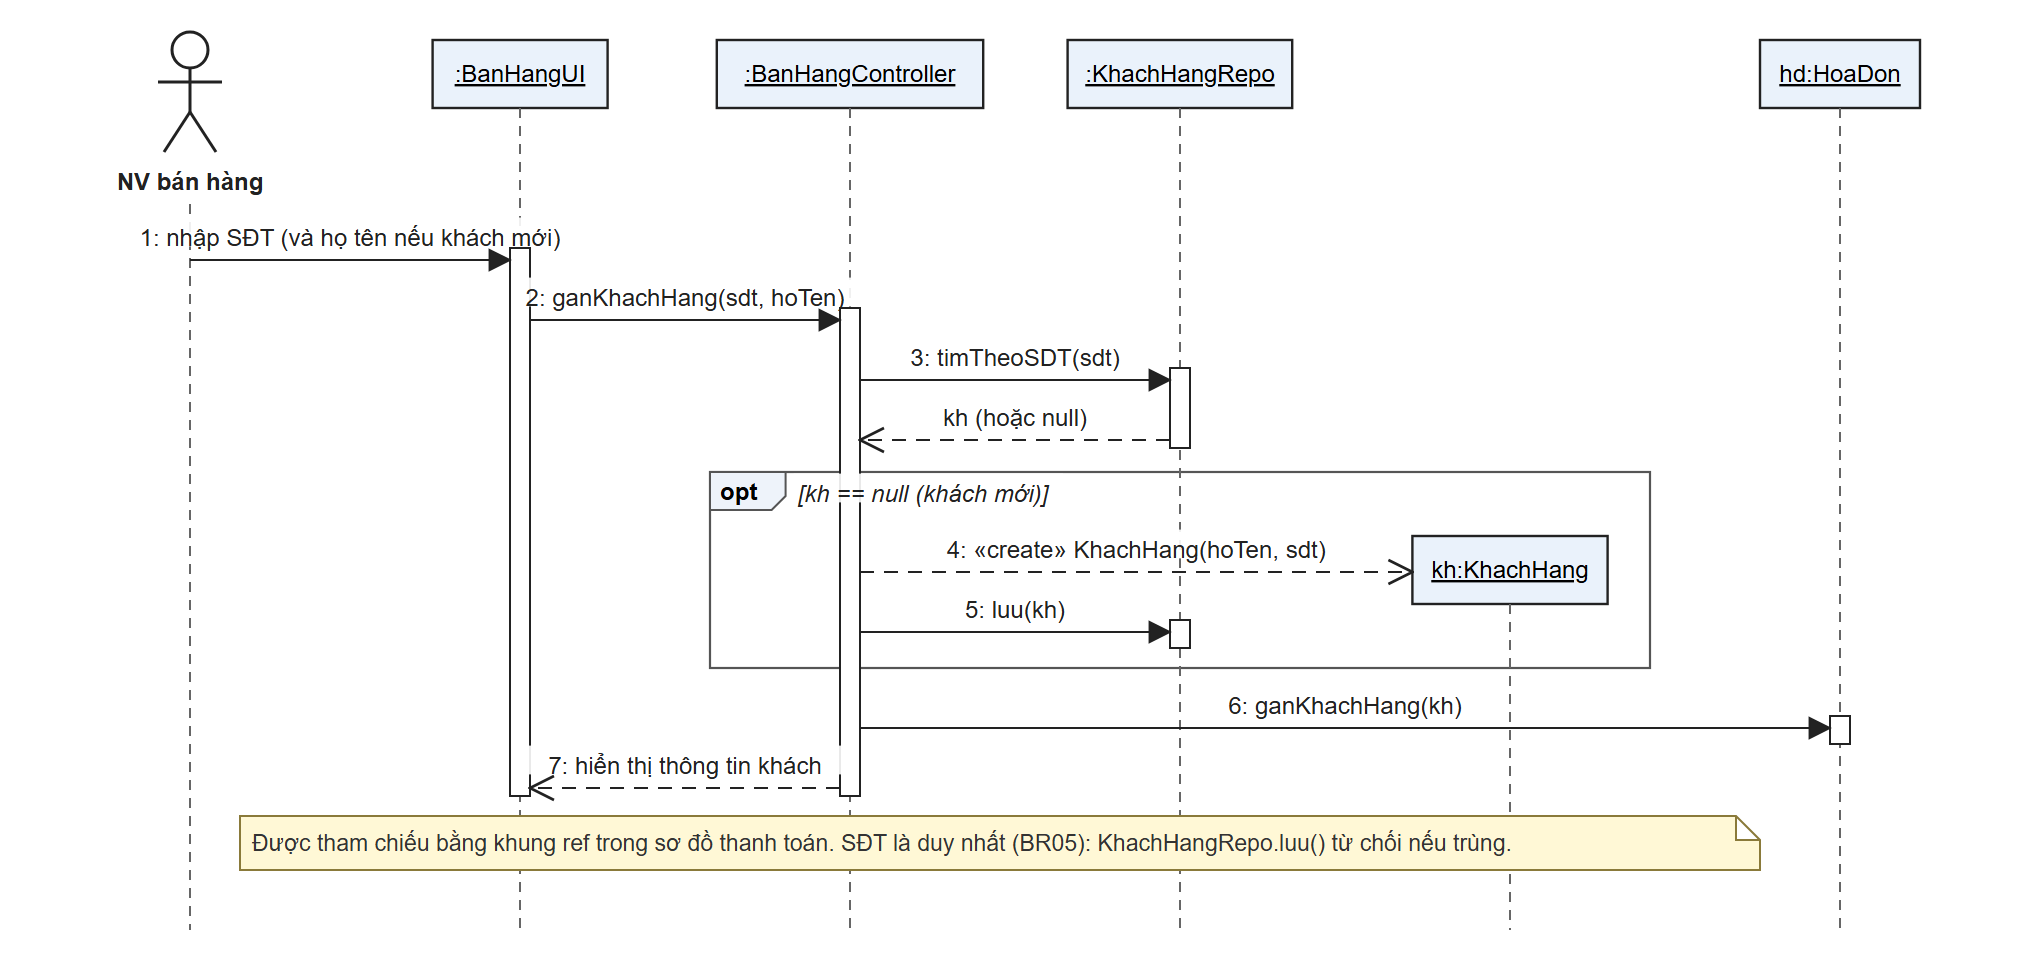 :BanHangUI
:BanHangController
:KhachHangRepo
hd:HoaDon
NV bán hàng
1: nhập SĐT (và họ tên nếu khách mới)
2: ganKhachHang(sdt, hoTen)
3: timTheoSDT(sdt)
kh (hoặc null)
opt
[kh == null (khách mới)]
4: «create» KhachHang(hoTen, sdt)
kh:KhachHang
5: luu(kh)
6: ganKhachHang(kh)
7: hiển thị thông tin khách
Được tham chiếu bằng khung ref trong sơ đồ thanh toán. SĐT là duy nhất (BR05): KhachHangRepo.luu() từ chối nếu trùng.